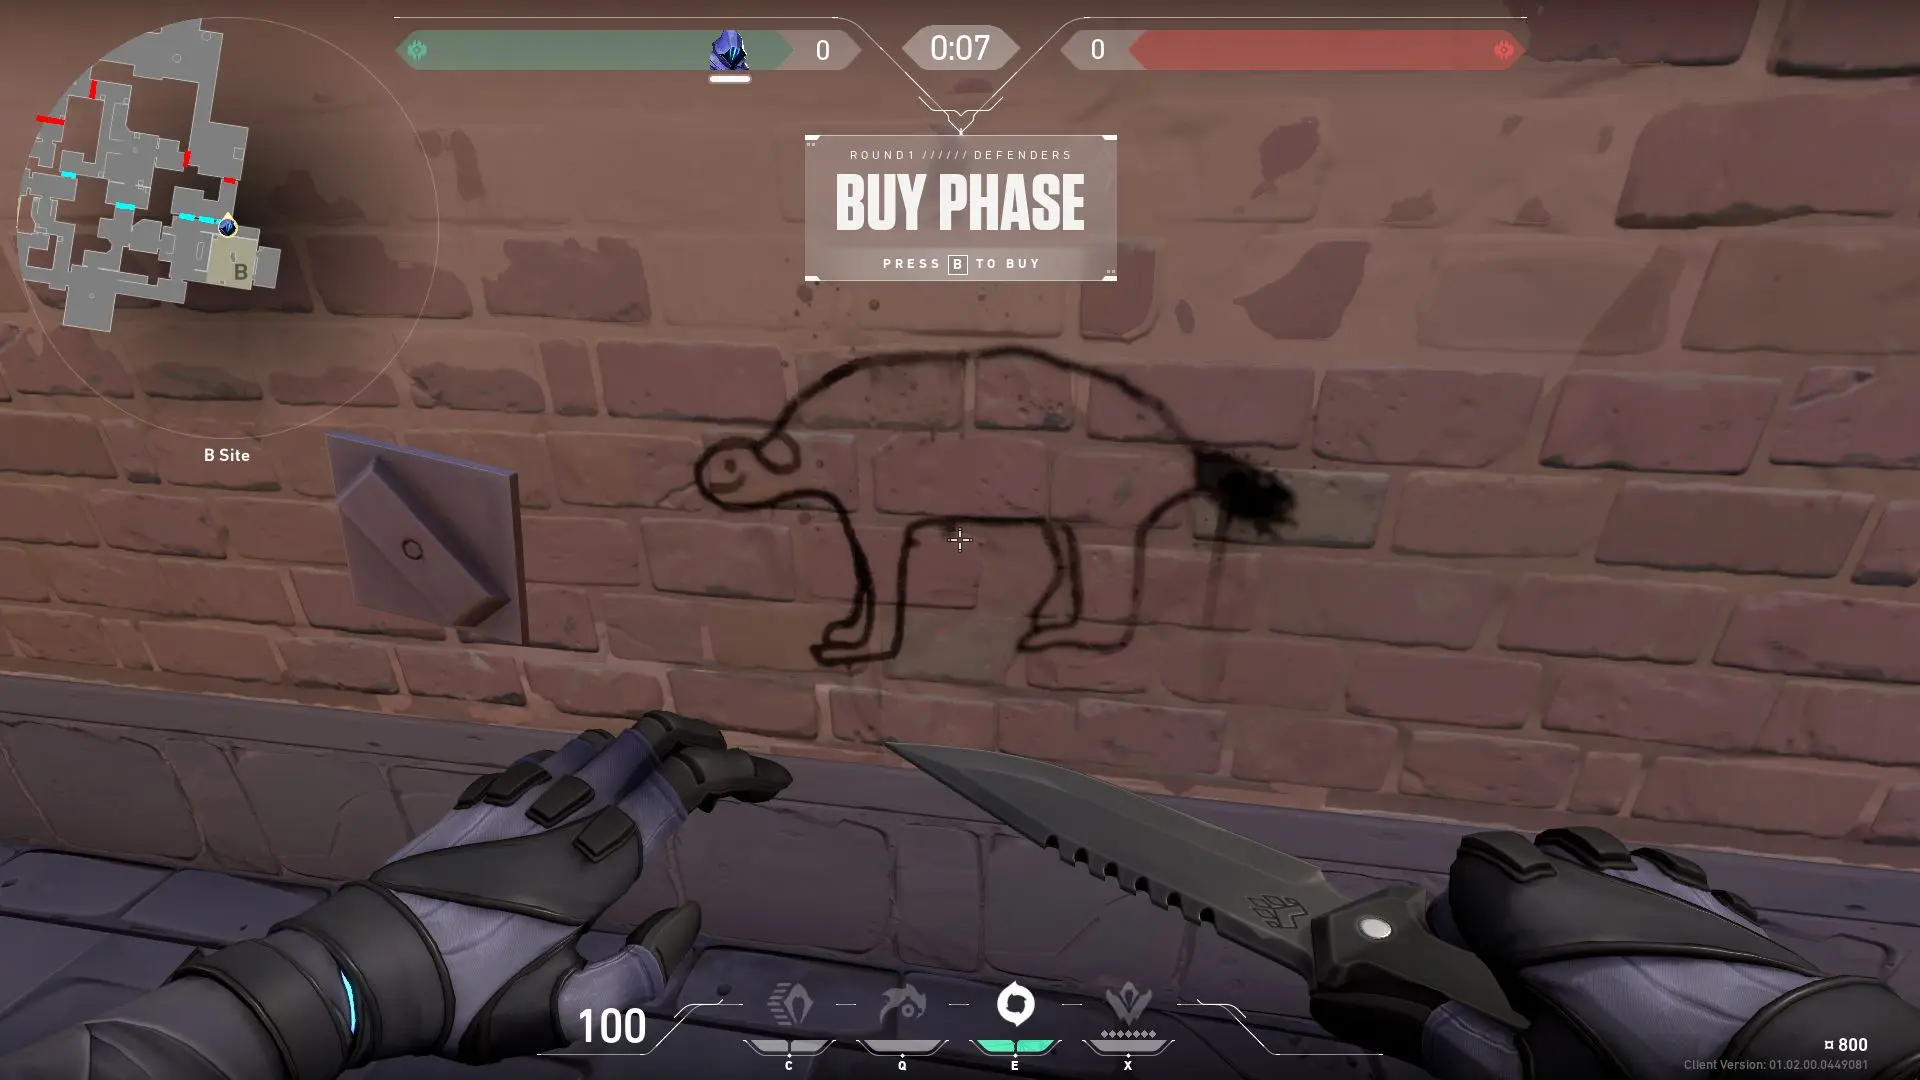 0
0:07
0
ROUND 1 ////// DEFENDERS
BUY PHASE
PRESS B TO BUY
B
B Site
100
C
Q
E
X
¤ 800
Client Version: 01.02.00.0449081